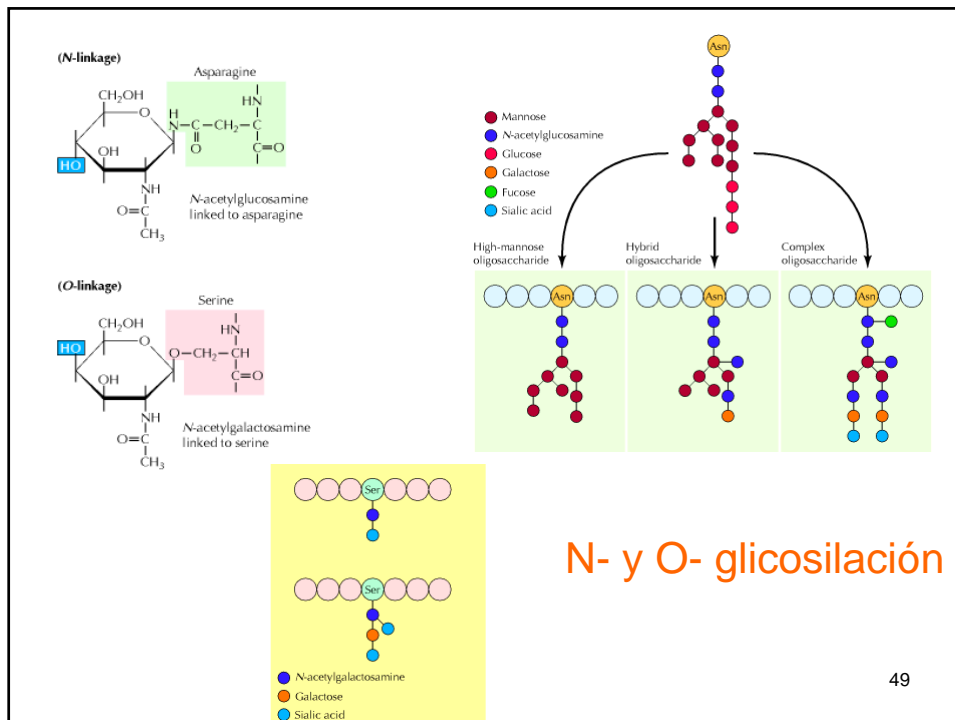 (N-linkage)
Asparagine
CH₂OH
O
H
N
C
CH₂
C
HN
O
C=O
OH
HO
NH
O=C
CH₃
N-acetylglucosamine
linked to asparagine
(O-linkage)
Serine
CH₂OH
O
O
CH₂
CH
HN
C=O
OH
HO
NH
O=C
CH₃
N-acetylgalactosamine
linked to serine
Asn
Mannose
N-acetylglucosamine
Glucose
Galactose
Fucose
Sialic acid
High-mannose
oligosaccharide
Hybrid
oligosaccharide
Complex
oligosaccharide
Asn
Asn
Asn
Ser
Ser
N-acetylgalactosamine
Galactose
Sialic acid
N- y O- glicosilación
49